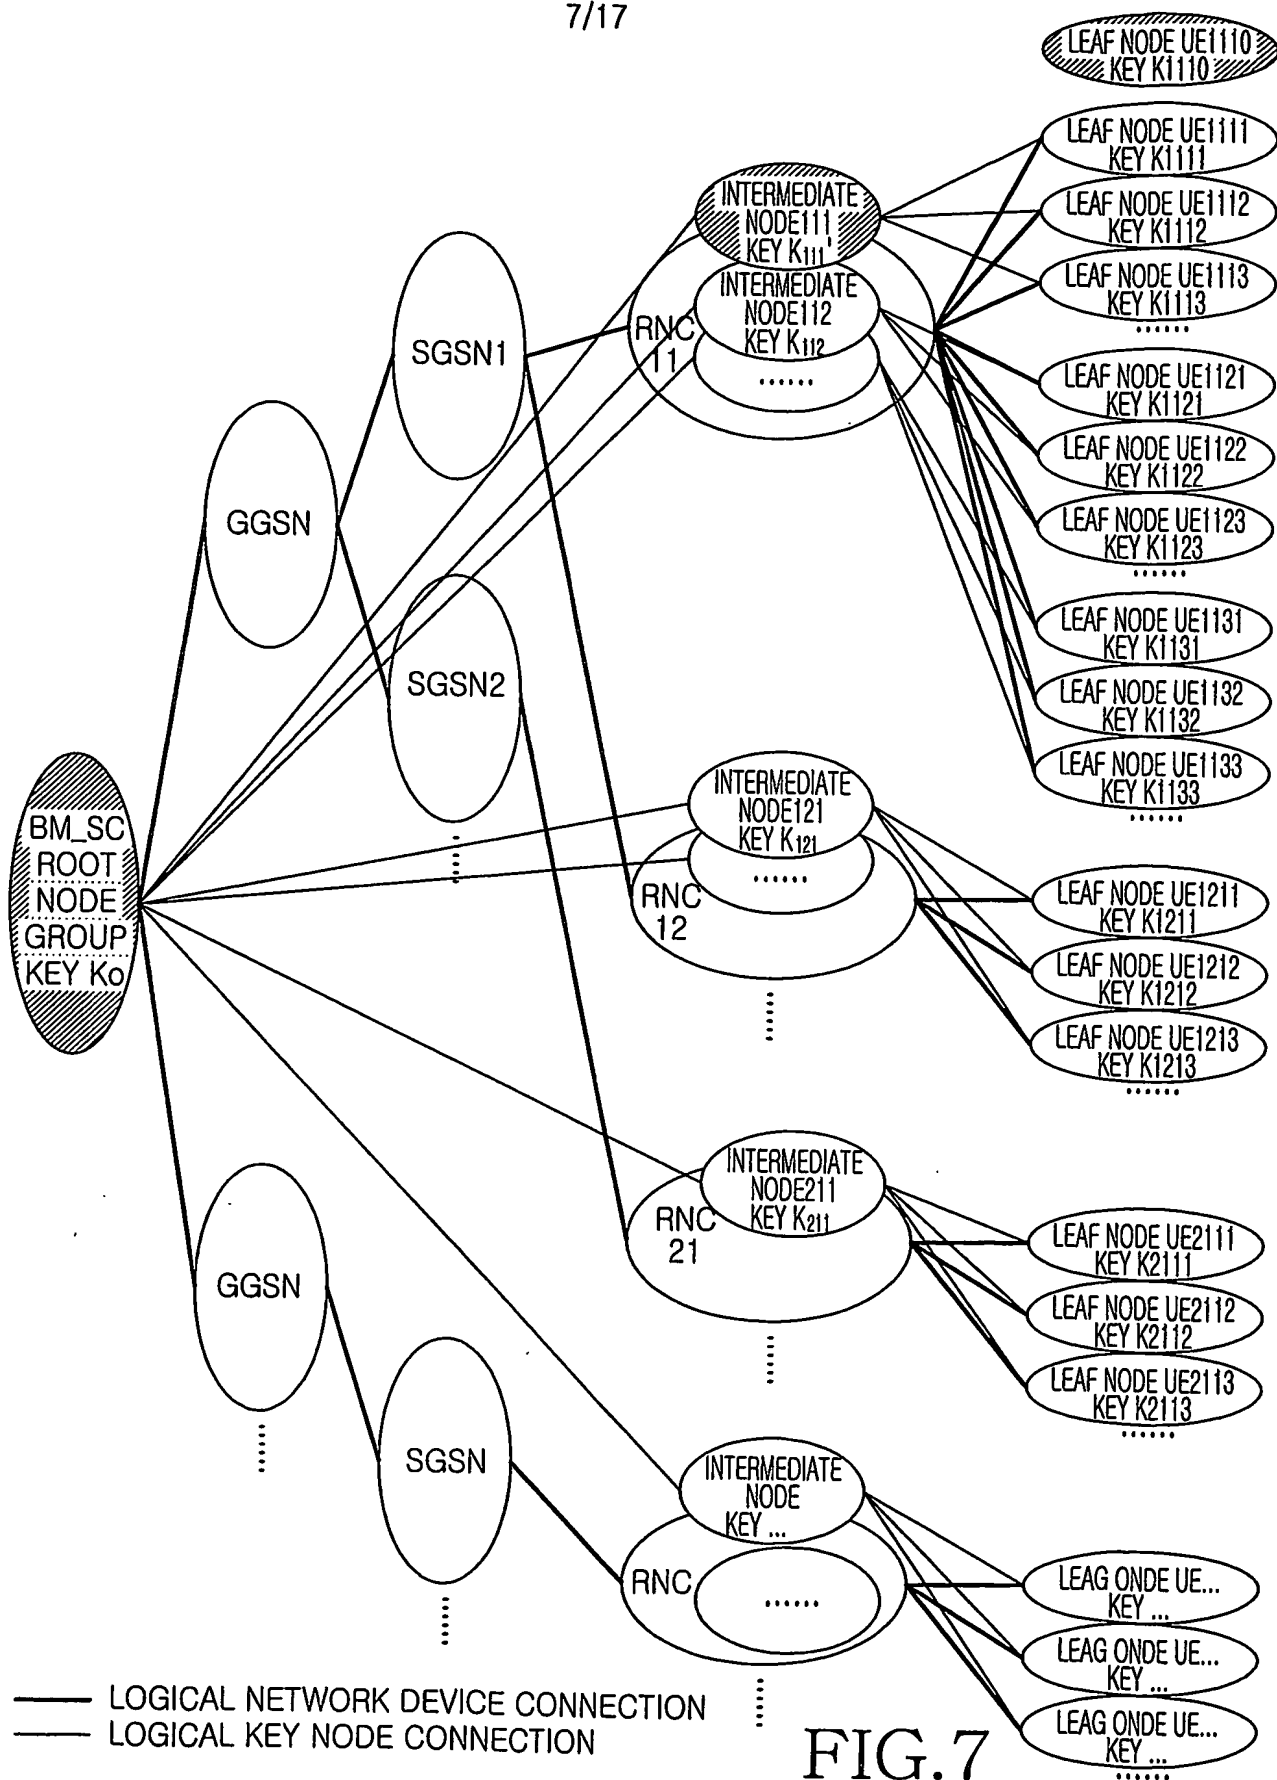 7/17
LEAF NODE UE1110
KEY K1110
LEAF NODE UE1111
KEY K1111
LEAF NODE UE1112
KEY K1112
LEAF NODE UE1113
KEY K1113
......
LEAF NODE UE1121
KEY K1121
LEAF NODE UE1122
KEY K1122
LEAF NODE UE1123
KEY K1123
......
LEAF NODE UE1131
KEY K1131
LEAF NODE UE1132
KEY K1132
LEAF NODE UE1133
KEY K1133
......
INTERMEDIATE
NODE111
KEY K111'
INTERMEDIATE
NODE112
KEY K112
......
RNC
11
SGSN1
GGSN
SGSN2
......
BM_SC
ROOT
NODE
GROUP
KEY Ko
INTERMEDIATE
NODE121
KEY K121
......
RNC
12
......
LEAF NODE UE1211
KEY K1211
LEAF NODE UE1212
KEY K1212
LEAF NODE UE1213
KEY K1213
......
INTERMEDIATE
NODE211
KEY K211
RNC
21
......
LEAF NODE UE2111
KEY K2111
LEAF NODE UE2112
KEY K2112
LEAF NODE UE2113
KEY K2113
......
GGSN
......
SGSN
......
INTERMEDIATE
NODE
KEY ...
RNC
......
......
LEAG ONDE UE...
KEY ...
LEAG ONDE UE...
KEY ...
LEAG ONDE UE...
KEY ...
......
LOGICAL NETWORK DEVICE CONNECTION
LOGICAL KEY NODE CONNECTION
FIG.7